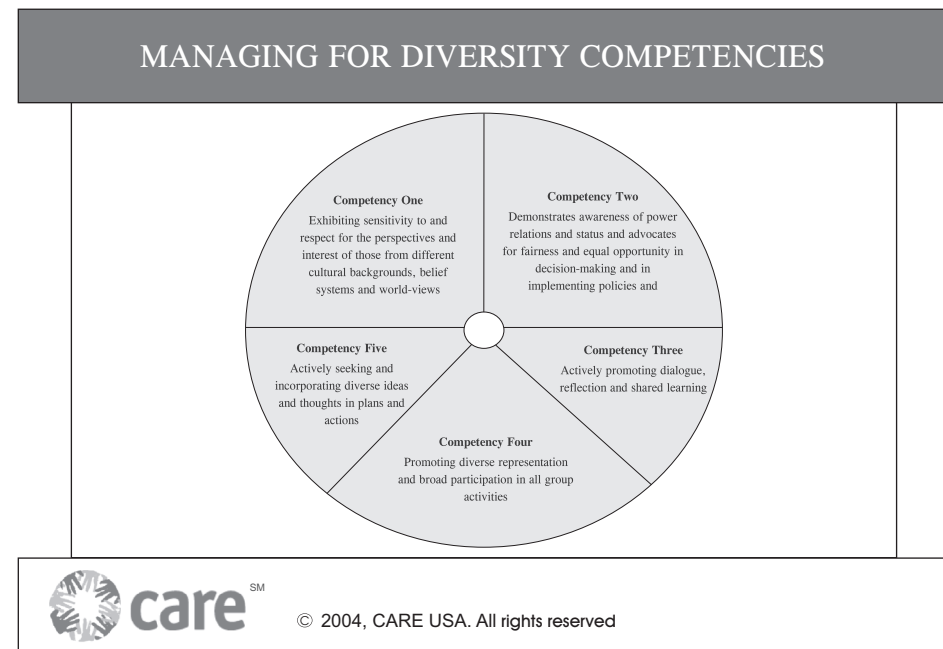 MANAGING FOR DIVERSITY COMPETENCIES
Competency One
Exhibiting sensitivity to and
respect for the perspectives and
interest of those from different
cultural backgrounds, belief
systems and world-views
Competency Two
Demonstrates awareness of power
relations and status and advocates
for fairness and equal opportunity in
decision-making and in
implementing policies and
Competency Three
Actively promoting dialogue,
reflection and shared learning
Competency Four
Promoting diverse representation
and broad participation in all group
activities
Competency Five
Actively seeking and
incorporating diverse ideas
and thoughts in plans and
actions
care SM
© 2004, CARE USA. All rights reserved